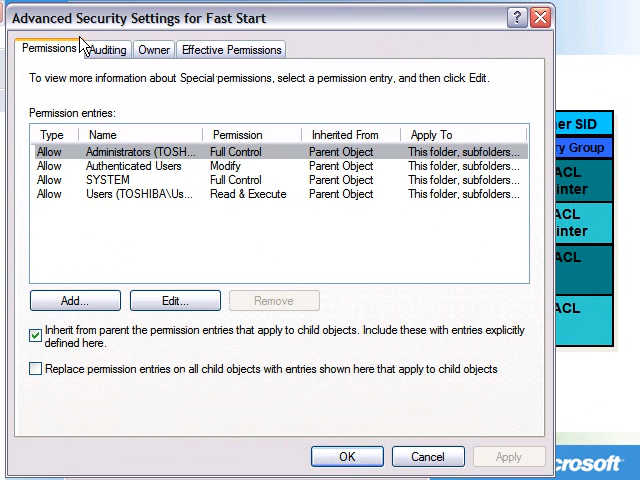 Advanced Security Settings for Fast Start
Permissions Auditing Owner Effective Permissions
To view more information about Special permissions, select a permission entry, and then click Edit.
Permission entries:
Type Name Permission Inherited From Apply To
Allow Administrators (TOSH... Full Control Parent Object This folder, subfolders...
Allow Authenticated Users Modify Parent Object This folder, subfolders...
Allow SYSTEM Full Control Parent Object This folder, subfolders...
Allow Users (TOSHIBA\Us... Read & Execute Parent Object This folder, subfolders...
Add... Edit... Remove
Inherit from parent the permission entries that apply to child objects. Include these with entries explicitly
defined here.
Replace permission entries on all child objects with entries shown here that apply to child objects
OK Cancel Apply
er SID
y Group
ACL
inter
ACL
inter
ACL
ACL
crosoft